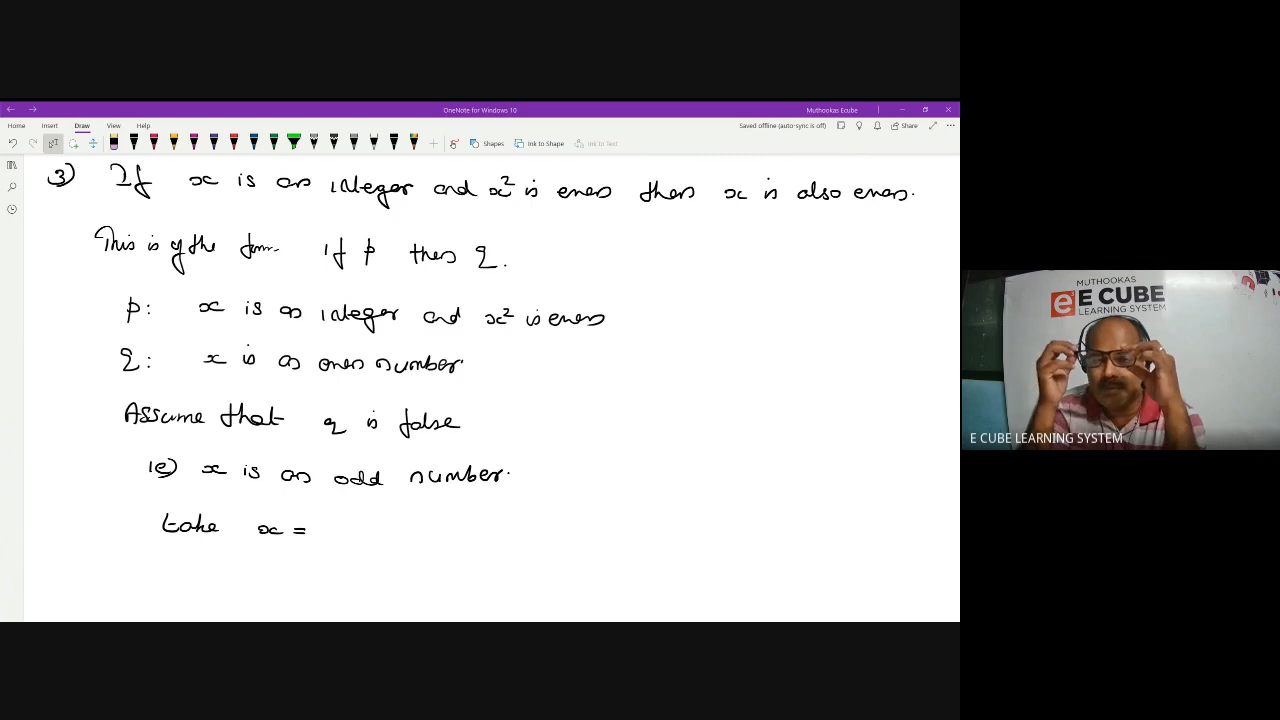 OneNote for Windows 10
Muthookas Ecube
Home Insert Draw View Help
Saved offline (auto-sync is off)
Share
Shapes
Ink to Shape
Ink to Text
3) If x is an integer and x² is even then x is also even.
This is of the form If p then q.
p: x is an integer and x² is even
q: x is an even number
Assume that q is false
ie) x is an odd number.
take x =
MUTHOOKAS
e³ E CUBE
LEARNING SYSTEM
E CUBE LEARNING SYSTEM